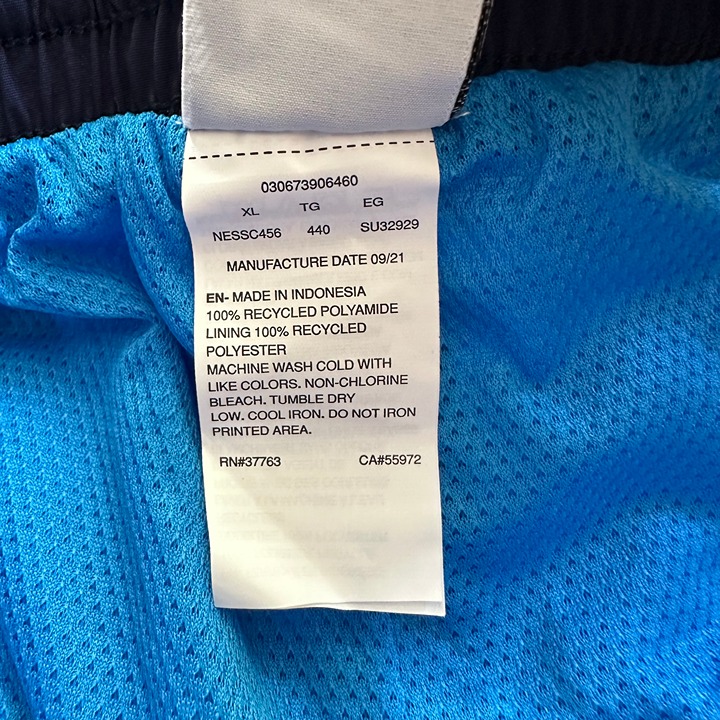 030673906460
XL TG EG
NESSC456 440 SU32929
MANUFACTURE DATE 09/21
EN- MADE IN INDONESIA
100% RECYCLED POLYAMIDE
LINING 100% RECYCLED
POLYESTER
MACHINE WASH COLD WITH
LIKE COLORS. NON-CHLORINE
BLEACH. TUMBLE DRY
LOW. COOL IRON. DO NOT IRON
PRINTED AREA.
RN#37763 CA#55972